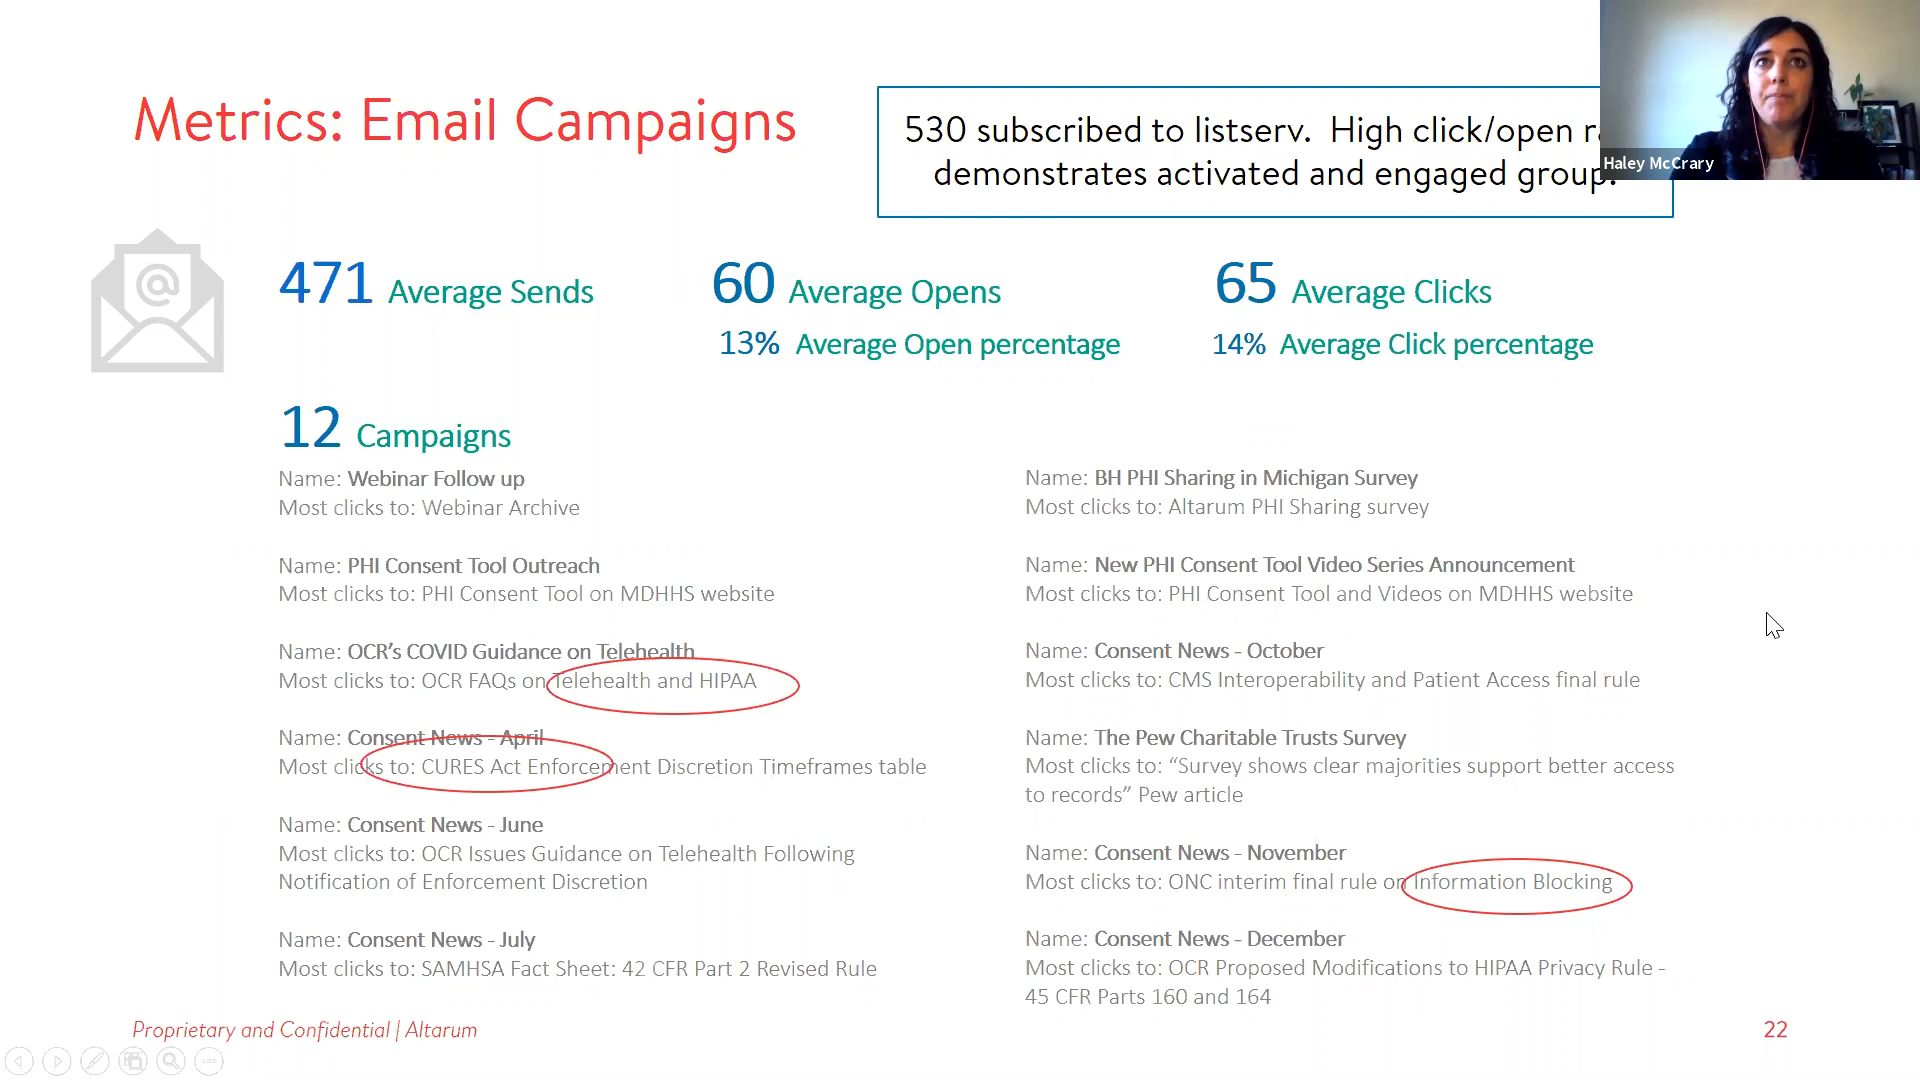 Metrics: Email Campaigns
530 subscribed to listserv. High click/open
demonstrates activated and engaged group.
Haley McCrary
471 Average Sends
60 Average Opens
65 Average Clicks
13% Average Open percentage
14% Average Click percentage
12 Campaigns
Name: Webinar Follow up
Most clicks to: Webinar Archive
Name: PHI Consent Tool Outreach
Most clicks to: PHI Consent Tool on MDHHS website
Name: OCR’s COVID Guidance on Telehealth
Most clicks to: OCR FAQs on Telehealth and HIPAA
Name: Consent News - April
Most clicks to: CURES Act Enforcement Discretion Timeframes table
Name: Consent News - June
Most clicks to: OCR Issues Guidance on Telehealth Following
Notification of Enforcement Discretion
Name: Consent News - July
Most clicks to: SAMHSA Fact Sheet: 42 CFR Part 2 Revised Rule
Name: BH PHI Sharing in Michigan Survey
Most clicks to: Altarum PHI Sharing survey
Name: New PHI Consent Tool Video Series Announcement
Most clicks to: PHI Consent Tool and Videos on MDHHS website
Name: Consent News - October
Most clicks to: CMS Interoperability and Patient Access final rule
Name: The Pew Charitable Trusts Survey
Most clicks to: “Survey shows clear majorities support better access
to records” Pew article
Name: Consent News - November
Most clicks to: ONC interim final rule on Information Blocking
Name: Consent News - December
Most clicks to: OCR Proposed Modifications to HIPAA Privacy Rule -
45 CFR Parts 160 and 164
Proprietary and Confidential | Altarum
22